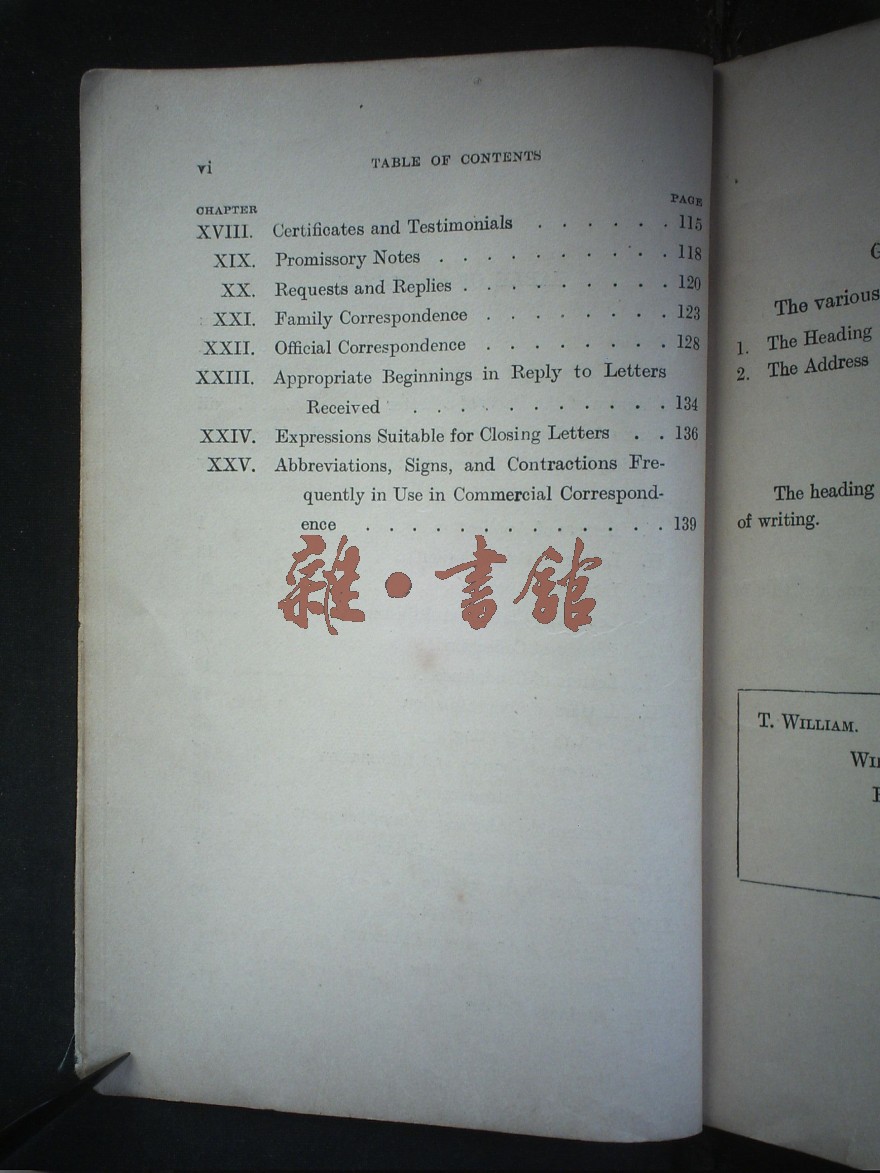 vi
TABLE OF CONTENTS
CHAPTER
PAGE
XVIII. Certificates and Testimonials . . . . . . 115
XIX. Promissory Notes . . . . . . . . . . 118
XX. Requests and Replies . . . . . . . . . 120
XXI. Family Correspondence . . . . . . . . 123
XXII. Official Correspondence . . . . . . . . 128
XXIII. Appropriate Beginnings in Reply to Letters
Received . . . . . . . . . . . 134
XXIV. Expressions Suitable for Closing Letters . . 136
XXV. Abbreviations, Signs, and Contractions Fre-
quently in Use in Commercial Correspond-
ence . . . . . . . . . . . . . 139
雜·書館
The various
1. The Heading
2. The Address
The heading
of writing.
T. WILLIAM.